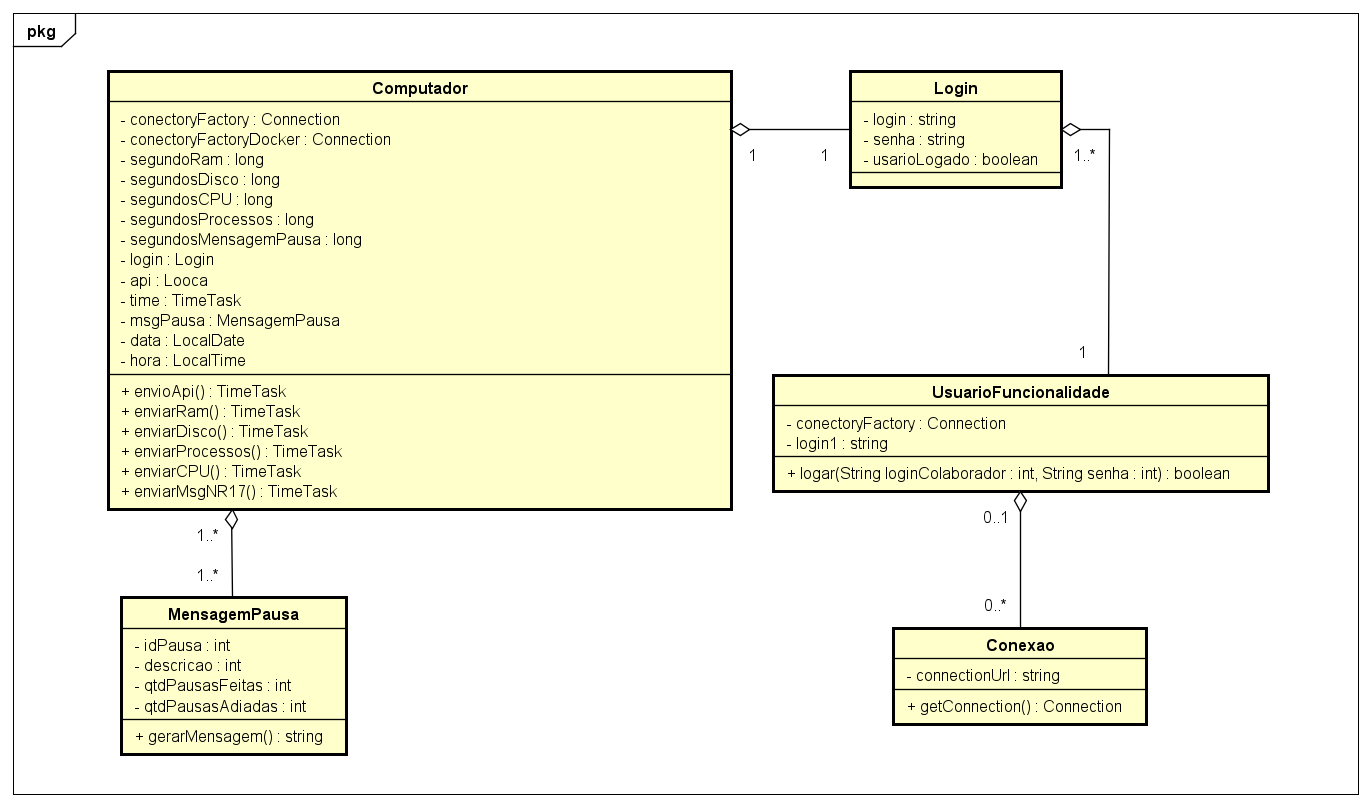 pkg
Computador
- conectoryFactory : Connection
- conectoryFactoryDocker : Connection
- segundoRam : long
- segundosDisco : long
- segundosCPU : long
- segundosProcessos : long
- segundosMensagemPausa : long
- login : Login
- api : Looca
- time : TimeTask
- msgPausa : MensagemPausa
- data : LocalDate
- hora : LocalTime
+ envioApi() : TimeTask
+ enviarRam() : TimeTask
+ enviarDisco() : TimeTask
+ enviarProcessos() : TimeTask
+ enviarCPU() : TimeTask
+ enviarMsgNR17() : TimeTask
1
1
Login
- login : string
- senha : string
- usarioLogado : boolean
1..*
1
UsuarioFuncionalidade
- conectoryFactory : Connection
- login1 : string
+ logar(String loginColaborador : int, String senha : int) : boolean
0..1
0..*
1..*
1..*
MensagemPausa
- idPausa : int
- descricao : int
- qtdPausasFeitas : int
- qtdPausasAdiadas : int
+ gerarMensagem() : string
Conexao
- connectionUrl : string
+ getConnection() : Connection